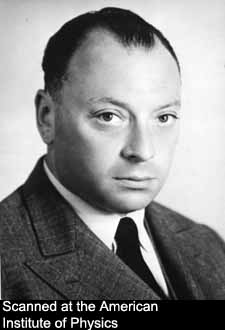 Scanned at the American
Institute of Physics